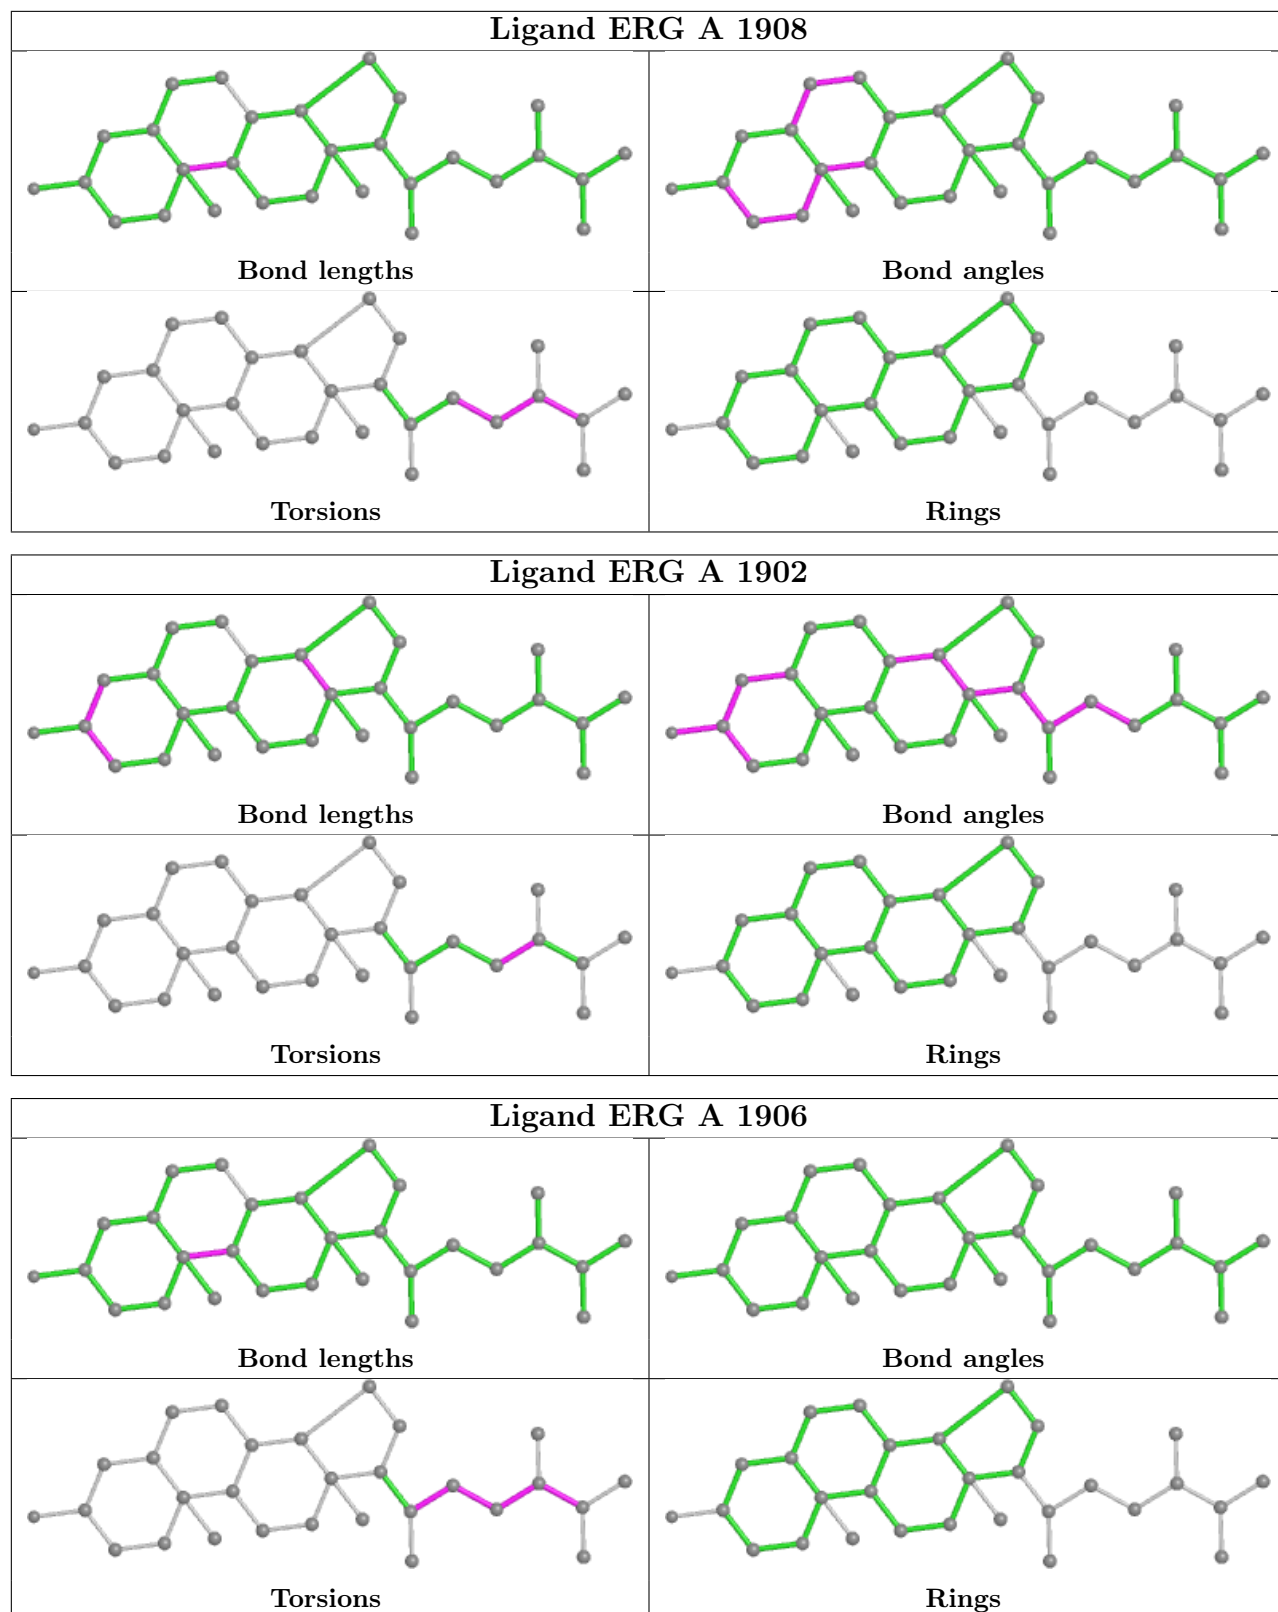 Ligand ERG A 1908
Bond lengths
Bond angles
Torsions
Rings
Ligand ERG A 1902
Bond lengths
Bond angles
Torsions
Rings
Ligand ERG A 1906
Bond lengths
Bond angles
Torsions
Rings